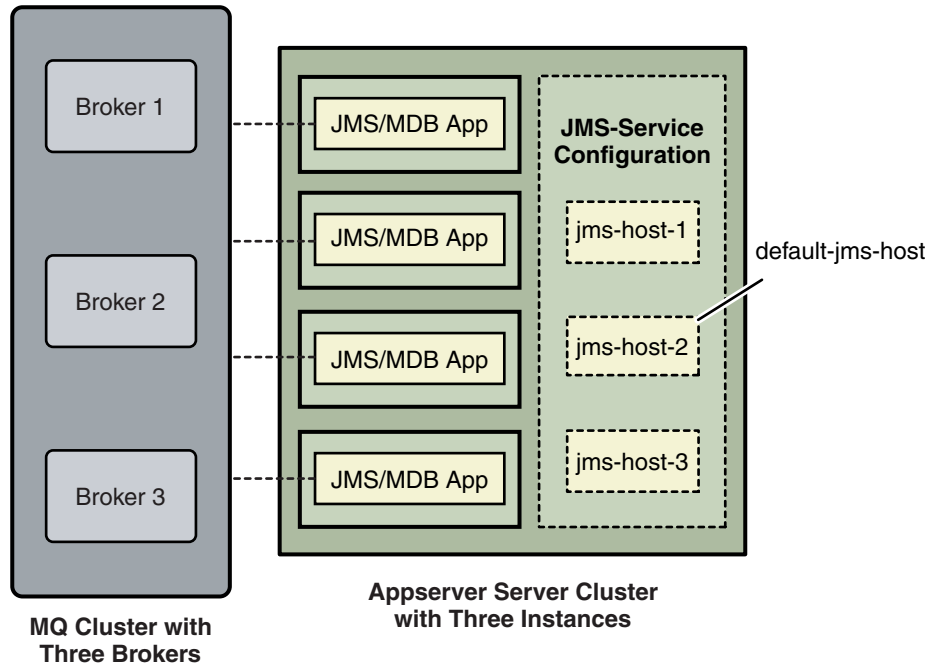 Broker 1
Broker 2
Broker 3
MQ Cluster with
Three Brokers
JMS/MDB App
JMS/MDB App
JMS/MDB App
JMS/MDB App
JMS-Service
Configuration
jms-host-1
jms-host-2
jms-host-3
default-jms-host
Appserver Server Cluster
with Three Instances